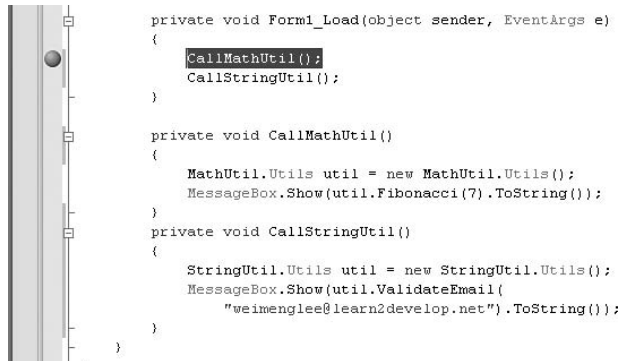 private void Form1_Load(object sender, EventArgs e)
{
CallMathUtil();
CallStringUtil();
}
private void CallMathUtil()
{
MathUtil.Utils util = new MathUtil.Utils();
MessageBox.Show(util.Fibonacci(7).ToString());
}
private void CallStringUtil()
{
StringUtil.Utils util = new StringUtil.Utils();
MessageBox.Show(util.ValidateEmail(
"weimenglee@learn2develop.net").ToString());
}
}